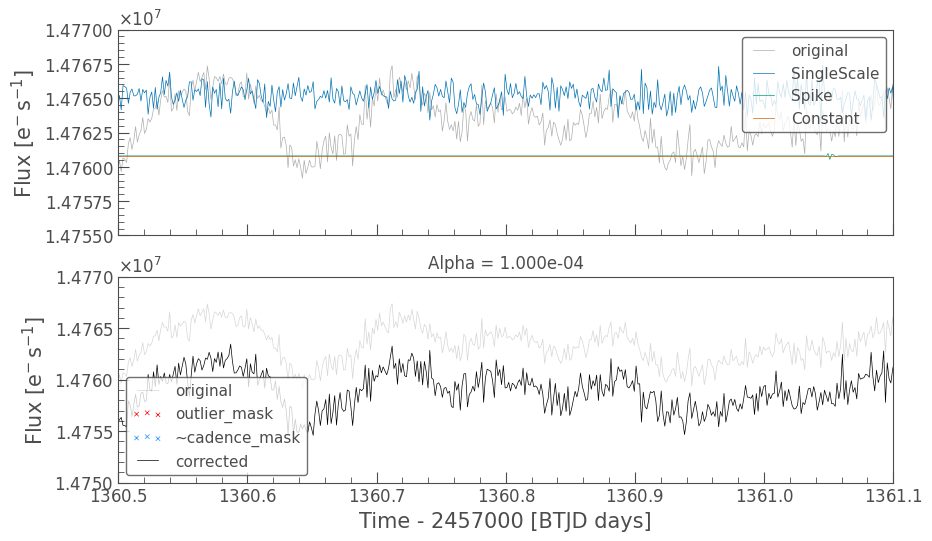 ×10⁷
1.47700
1.47675
1.47650
1.47625
1.47600
1.47575
1.47550
Flux [e⁻ s⁻¹]
original
SingleScale
Spike
Constant
Alpha = 1.000e-04
×10⁷
1.4770
1.4765
1.4760
1.4755
1.4750
Flux [e⁻ s⁻¹]
original
outlier_mask
~cadence_mask
corrected
1360.5 1360.6 1360.7 1360.8 1360.9 1361.0 1361.1
Time - 2457000 [BTJD days]